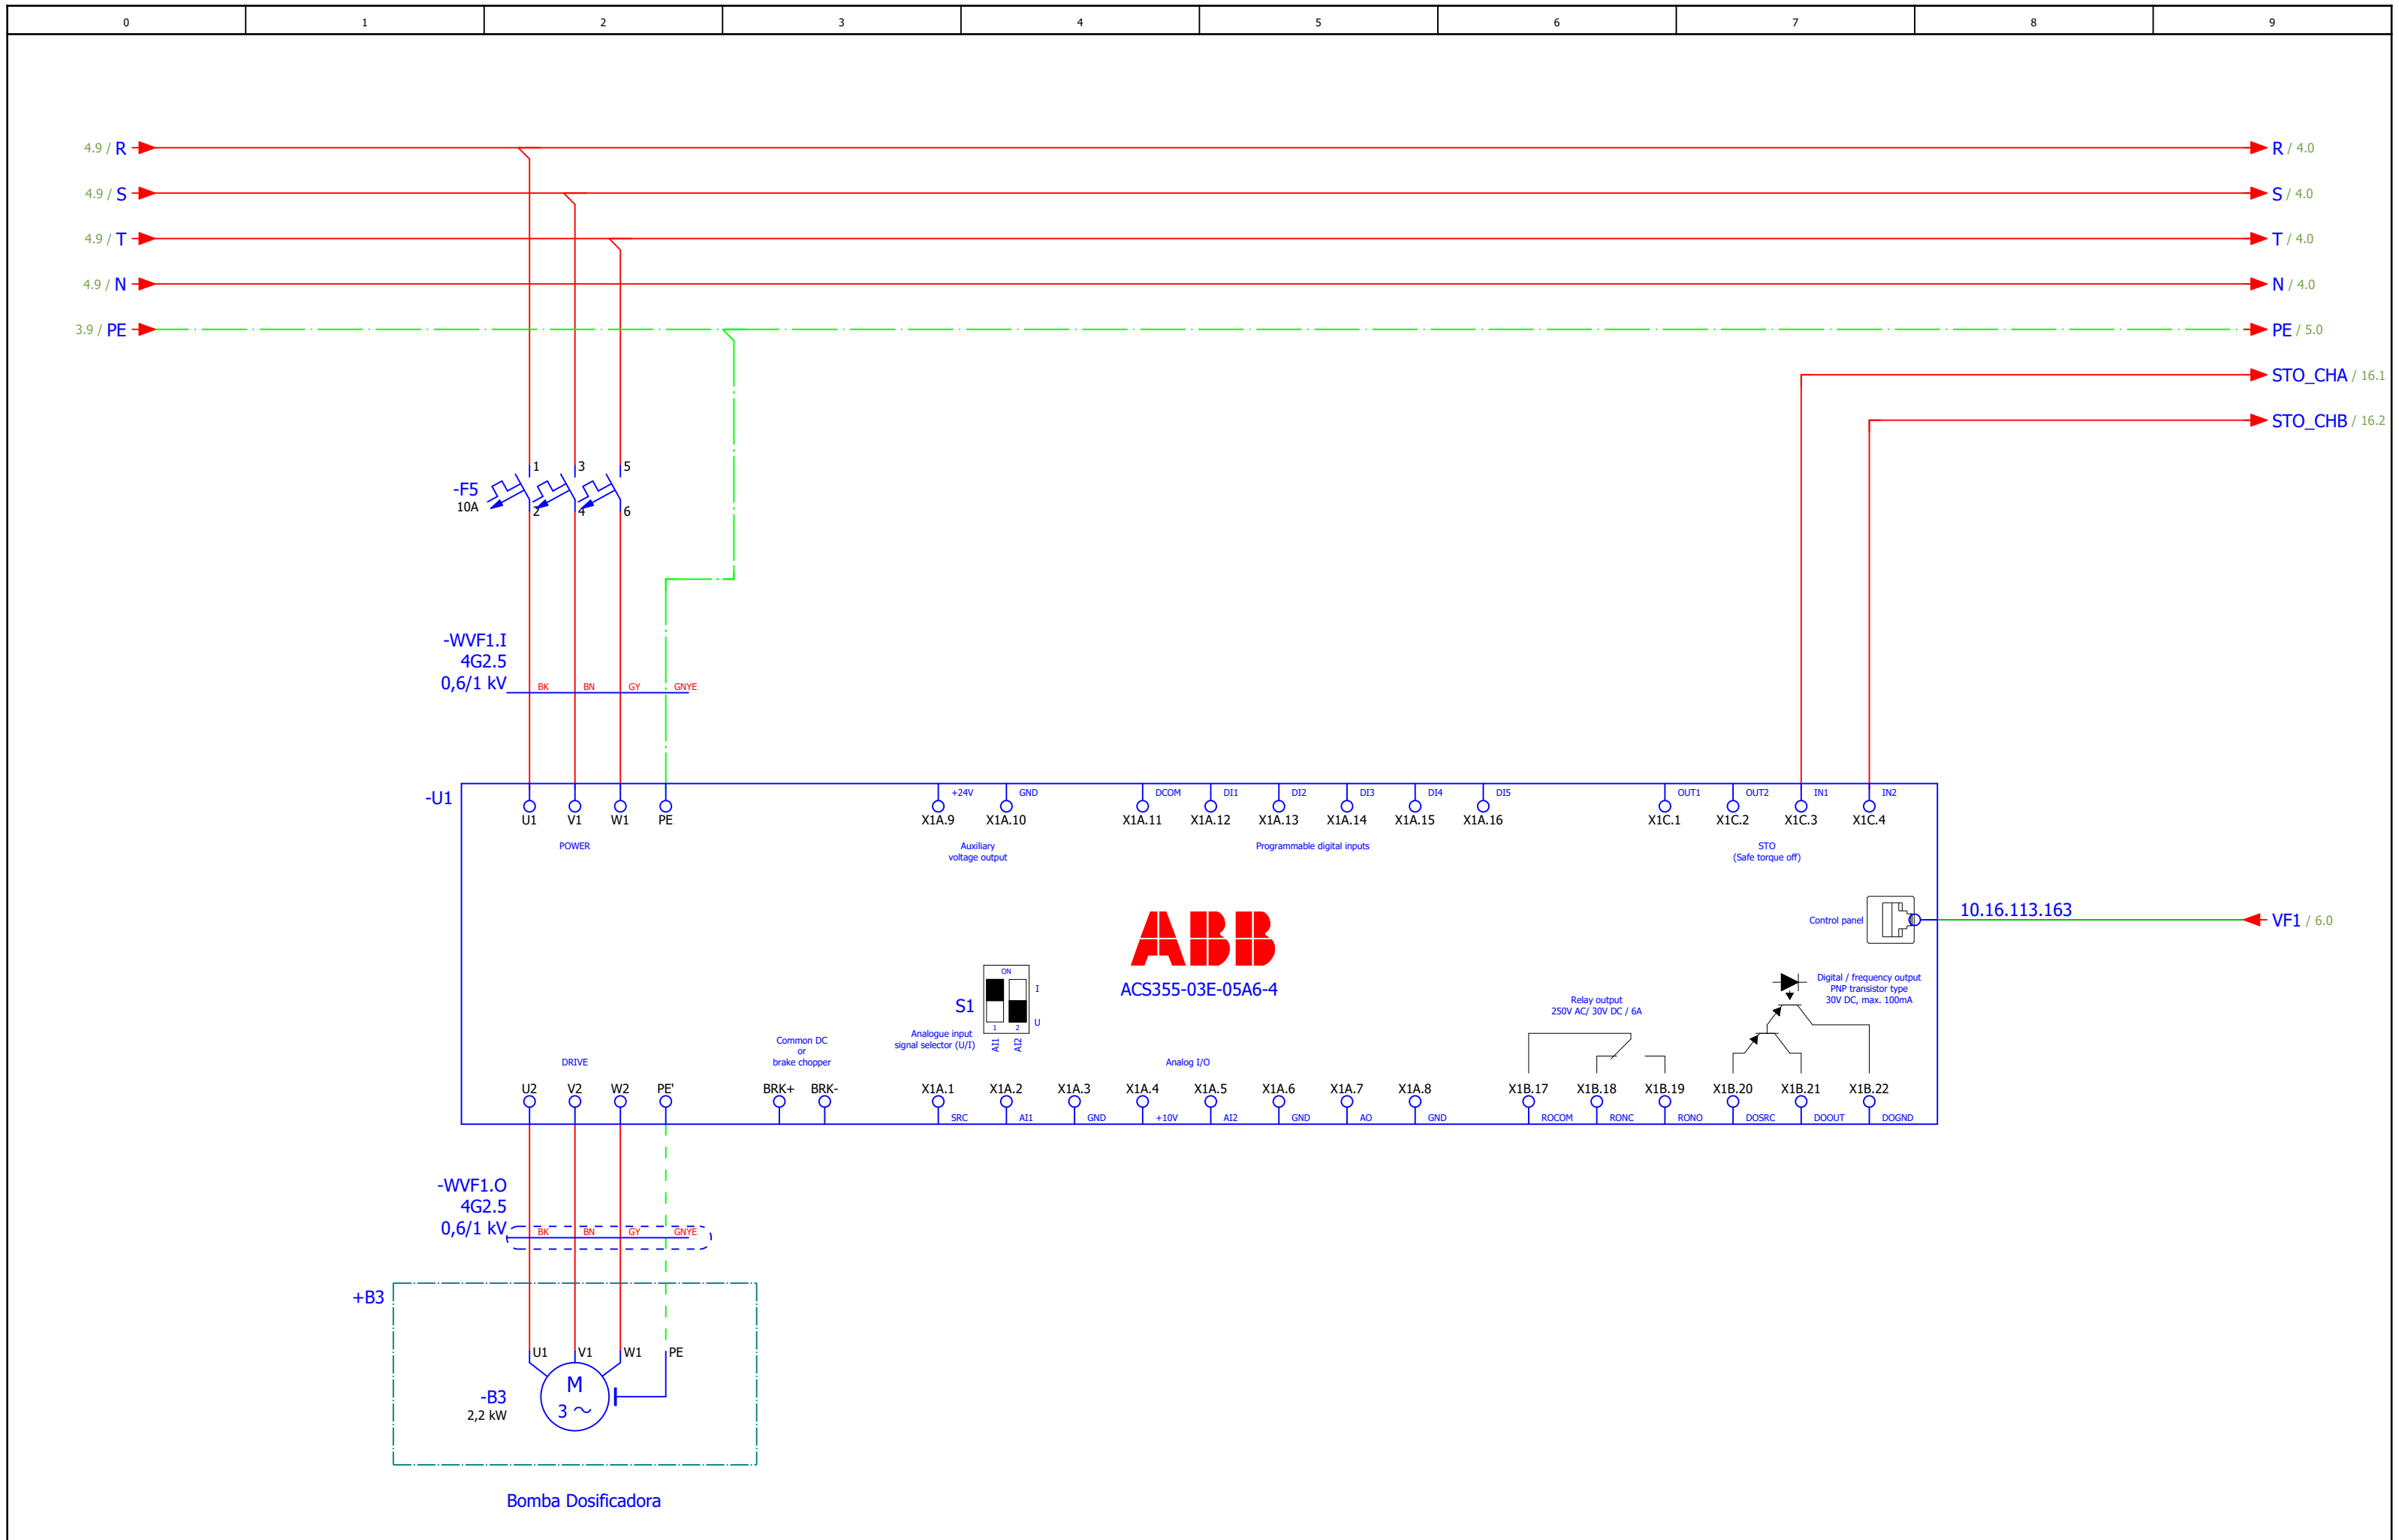 0 1 2 3 4 5 6 7 8 9
4.9 / R R / 4.0
4.9 / S S / 4.0
4.9 / T T / 4.0
4.9 / N N / 4.0
3.9 / PE PE / 5.0
STO_CHA / 16.1
STO_CHB / 16.2
1 3 5
-F5
10A
2 4 6
-WVF1.I
4G2.5
0,6/1 kV
BK BN GY GNYE
-U1
+24V GND DCOM DI1 DI2 DI3 DI4 DI5 OUT1 OUT2 IN1 IN2
U1 V1 W1 PE X1A.9 X1A.10 X1A.11 X1A.12 X1A.13 X1A.14 X1A.15 X1A.16 X1C.1 X1C.2 X1C.3 X1C.4
POWER
Auxiliary
voltage output
Programmable digital inputs
STO
(Safe torque off)
Control panel
10.16.113.163
VF1 / 6.0
ABB
ACS355-03E-05A6-4
ON
I
U
1 2
AI1
AI2
S1
Analogue input
signal selector (U/I)
Digital / frequency output
PNP transistor type
30V DC, max. 100mA
Relay output
250V AC/ 30V DC / 6A
Common DC
or
brake chopper
DRIVE
Analog I/O
U2 V2 W2 PE' BRK+ BRK- X1A.1 X1A.2 X1A.3 X1A.4 X1A.5 X1A.6 X1A.7 X1A.8 X1B.17 X1B.18 X1B.19 X1B.20 X1B.21 X1B.22
SRC AI1 GND +10V AI2 GND AO GND ROCOM RONC RONO DOSRC DOOUT DOGND
-WVF1.O
4G2.5
0,6/1 kV
BK BN GY GNYE
+B3
U1 V1 W1 PE
-B3
2,2 kW
M
3 ~
Bomba Dosificadora